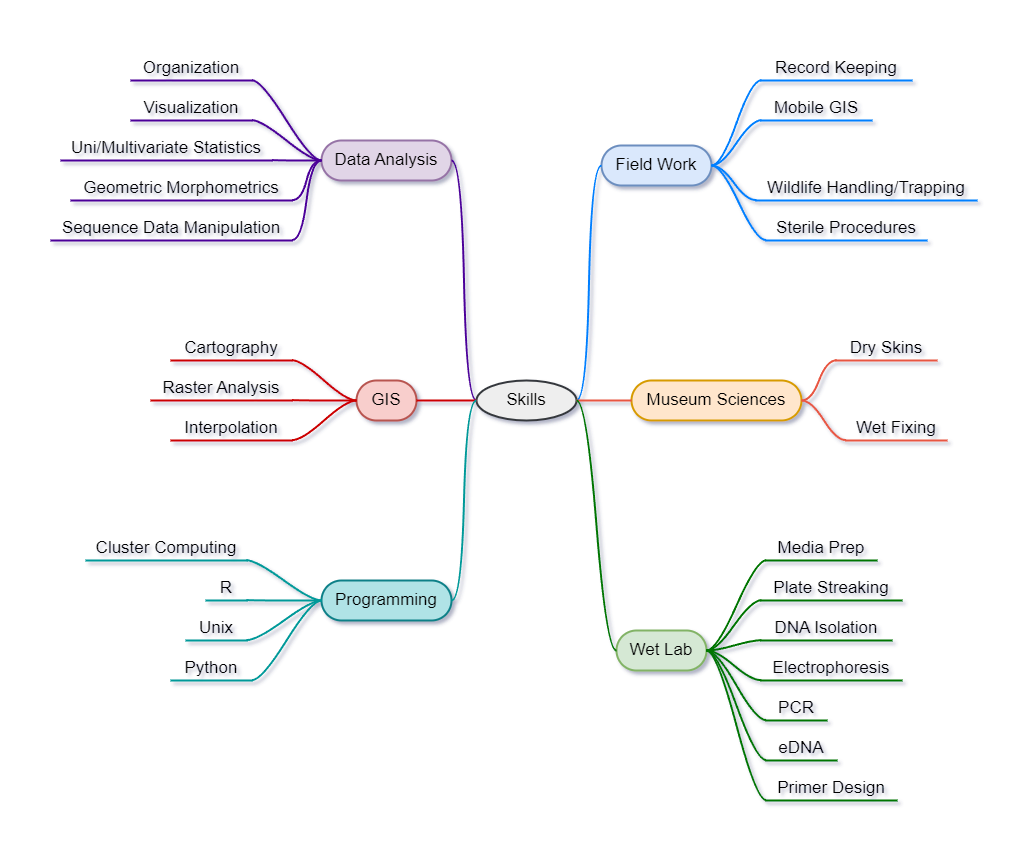 Skills
Data Analysis
Organization
Visualization
Uni/Multivariate Statistics
Geometric Morphometrics
Sequence Data Manipulation
GIS
Cartography
Raster Analysis
Interpolation
Programming
Cluster Computing
R
Unix
Python
Field Work
Record Keeping
Mobile GIS
Wildlife Handling/Trapping
Sterile Procedures
Museum Sciences
Dry Skins
Wet Fixing
Wet Lab
Media Prep
Plate Streaking
DNA Isolation
Electrophoresis
PCR
eDNA
Primer Design